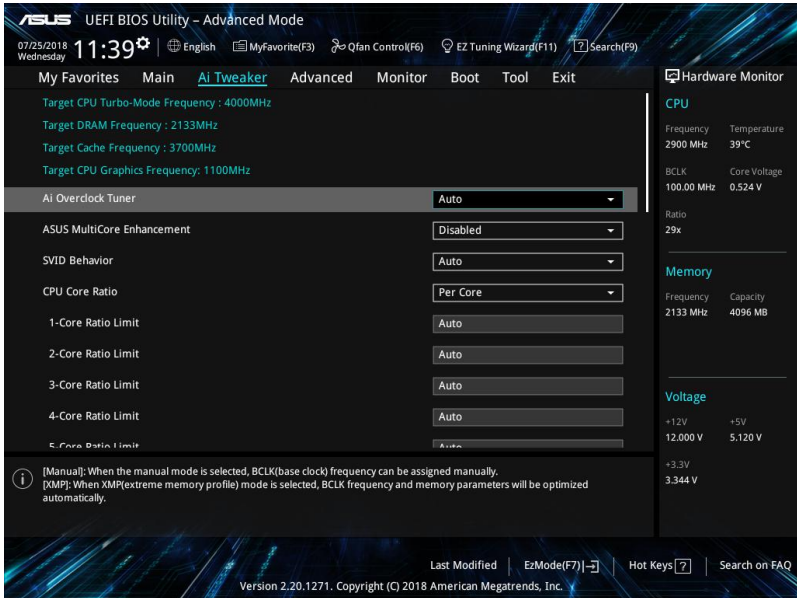 ASUS UEFI BIOS Utility – Advanced Mode
07/25/2018
Wednesday
11:39
English
MyFavorite(F3)
Qfan Control(F6)
EZ Tuning Wizard(F11)
? Search(F9)
My Favorites Main Ai Tweaker Advanced Monitor Boot Tool Exit
Target CPU Turbo-Mode Frequency : 4000MHz
Target DRAM Frequency : 2133MHz
Target Cache Frequency : 3700MHz
Target CPU Graphics Frequency: 1100MHz
Ai Overclock Tuner Auto
ASUS MultiCore Enhancement Disabled
SVID Behavior Auto
CPU Core Ratio Per Core
1-Core Ratio Limit Auto
2-Core Ratio Limit Auto
3-Core Ratio Limit Auto
4-Core Ratio Limit Auto
5-Core Ratio Limit Auto
[Manual]: When the manual mode is selected, BCLK(base clock) frequency can be assigned manually.
[XMP]: When XMP(extreme memory profile) mode is selected, BCLK frequency and memory parameters will be optimized
automatically.
Hardware Monitor
CPU
Frequency Temperature
2900 MHz 39°C
BCLK Core Voltage
100.00 MHz 0.524 V
Ratio
29x
Memory
Frequency Capacity
2133 MHz 4096 MB
Voltage
+12V +5V
12.000 V 5.120 V
+3.3V
3.344 V
Last Modified EzMode(F7) Hot Keys ? Search on FAQ
Version 2.20.1271. Copyright (C) 2018 American Megatrends, Inc.